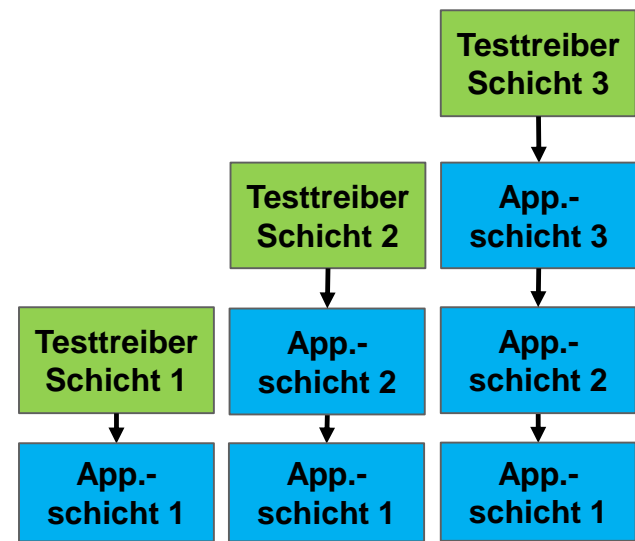 Testtreiber
Schicht 3
Testtreiber
Schicht 2
App.-
schicht 3
Testtreiber
Schicht 1
App.-
schicht 2
App.-
schicht 2
App.-
schicht 1
App.-
schicht 1
App.-
schicht 1